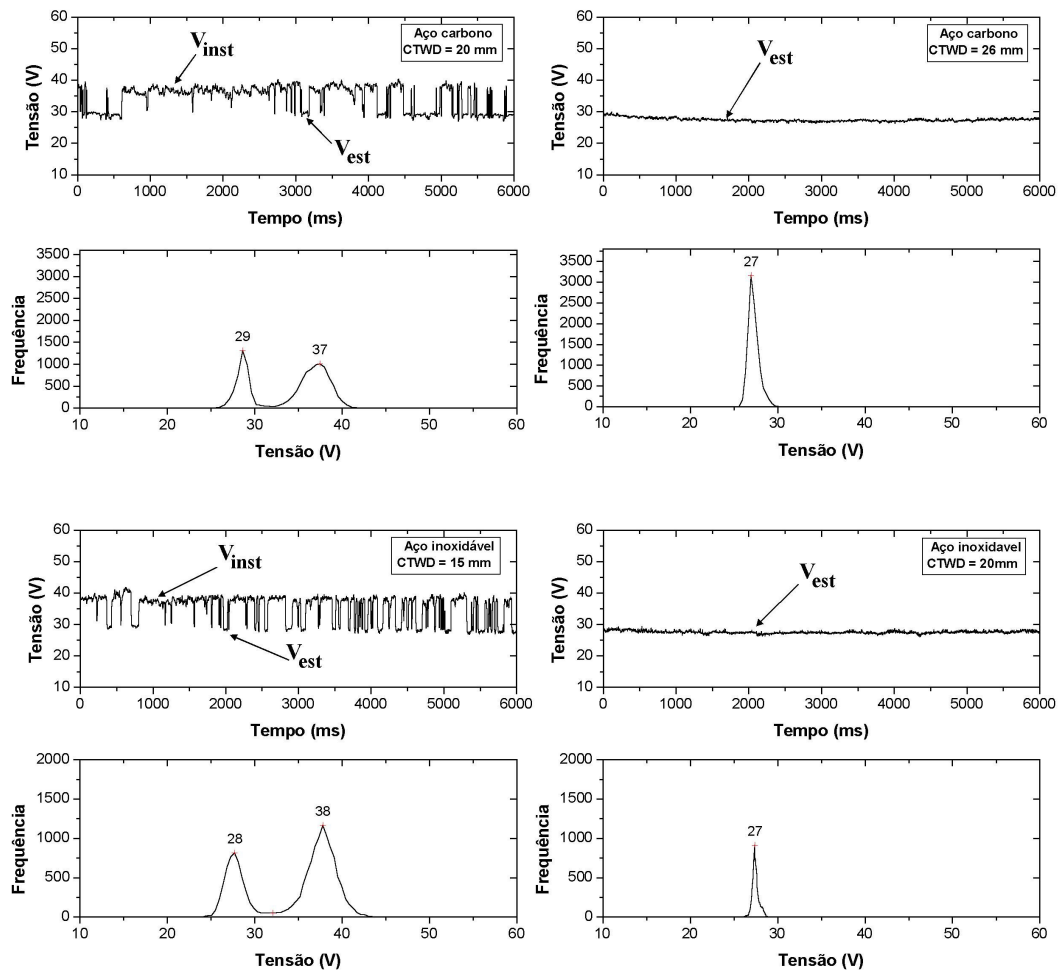 Aço carbono
CTWD = 20 mm
V inst
V est
Tensão (V)
60
50
40
30
20
10
0 1000 2000 3000 4000 5000 6000
Tempo (ms)
Aço carbono
CTWD = 26 mm
V est
Tensão (V)
60
50
40
30
20
10
0 1000 2000 3000 4000 5000 6000
Tempo (ms)
Frequência
3500
3000
2500
2000
1500
1000
500
0
29
37
10 20 30 40 50 60
Tensão (V)
Frequência
3500
3000
2500
2000
1500
1000
500
0
27
10 20 30 40 50 60
Tensão (V)
Aço inoxidável
CTWD = 15 mm
V inst
V est
Tensão (V)
60
50
40
30
20
10
0 1000 2000 3000 4000 5000 6000
Tempo (ms)
Aço inoxidavel
CTWD = 20mm
V est
Tensão (V)
60
50
40
30
20
10
0 1000 2000 3000 4000 5000 6000
Tempo (ms)
Frequência
2000
1500
1000
500
0
28
38
10 20 30 40 50 60
Tensão (V)
Frequência
2000
1500
1000
500
0
27
10 20 30 40 50 60
Tensão (V)